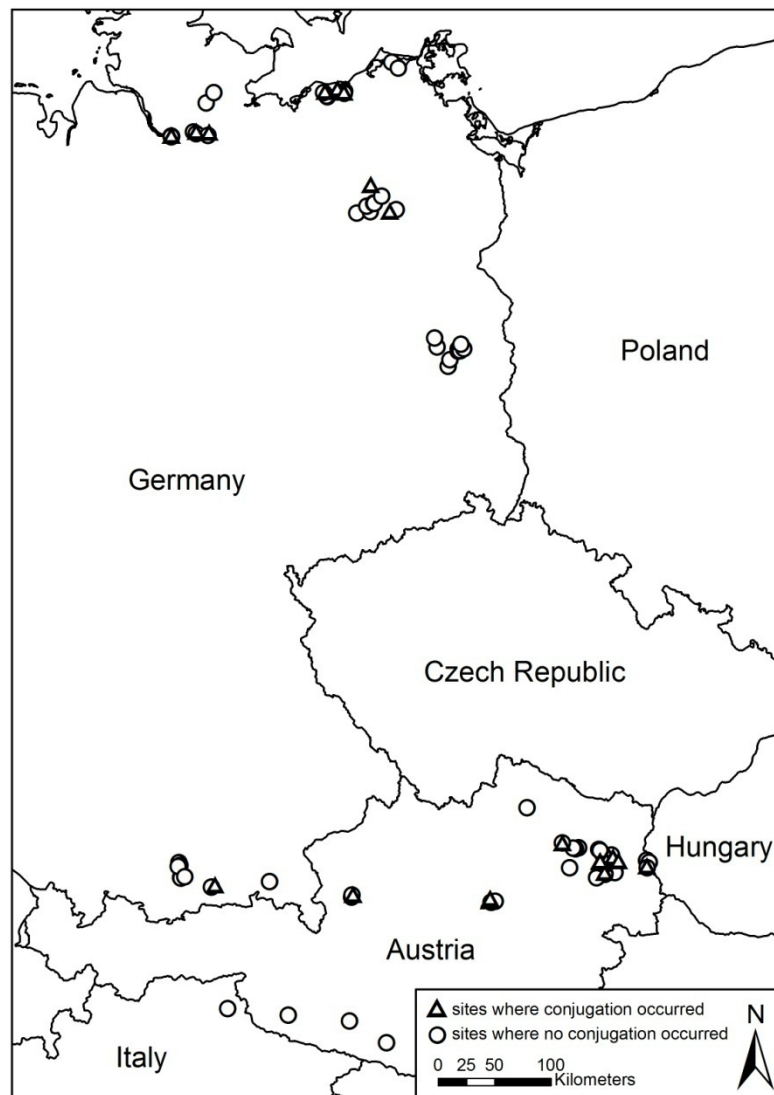 Poland
Germany
Czech Republic
Hungary
Austria
Italy
sites where conjugation occurred
sites where no conjugation occurred
N
0 25 50 100
Kilometers